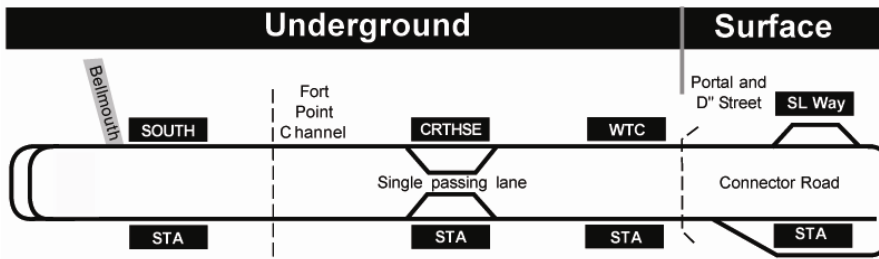 Underground
Surface
Bellmouth
Fort
Point
Channel
Portal and
D" Street
SL Way
SOUTH
CRTHSE
WTC
Single passing lane
Connector Road
STA
STA
STA
STA